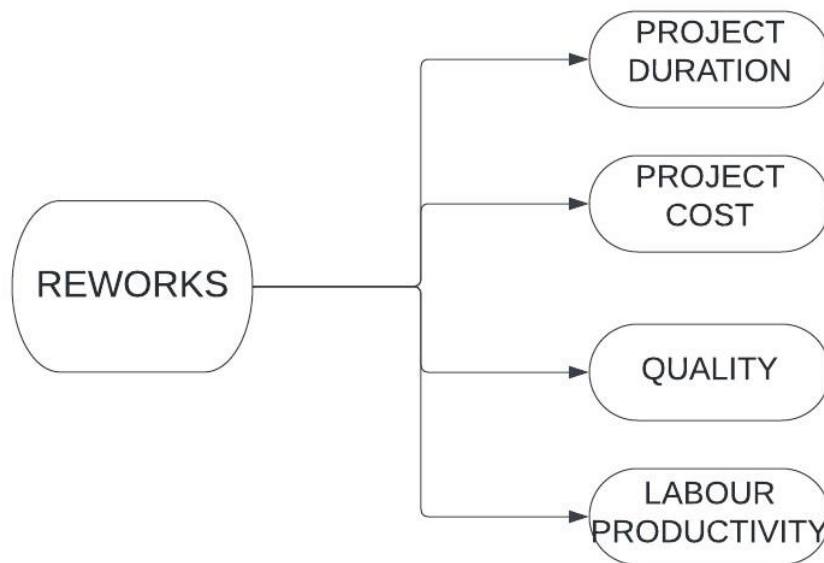 PROJECT
DURATION
PROJECT
COST
REWORKS
QUALITY
LABOUR
PRODUCTIVITY